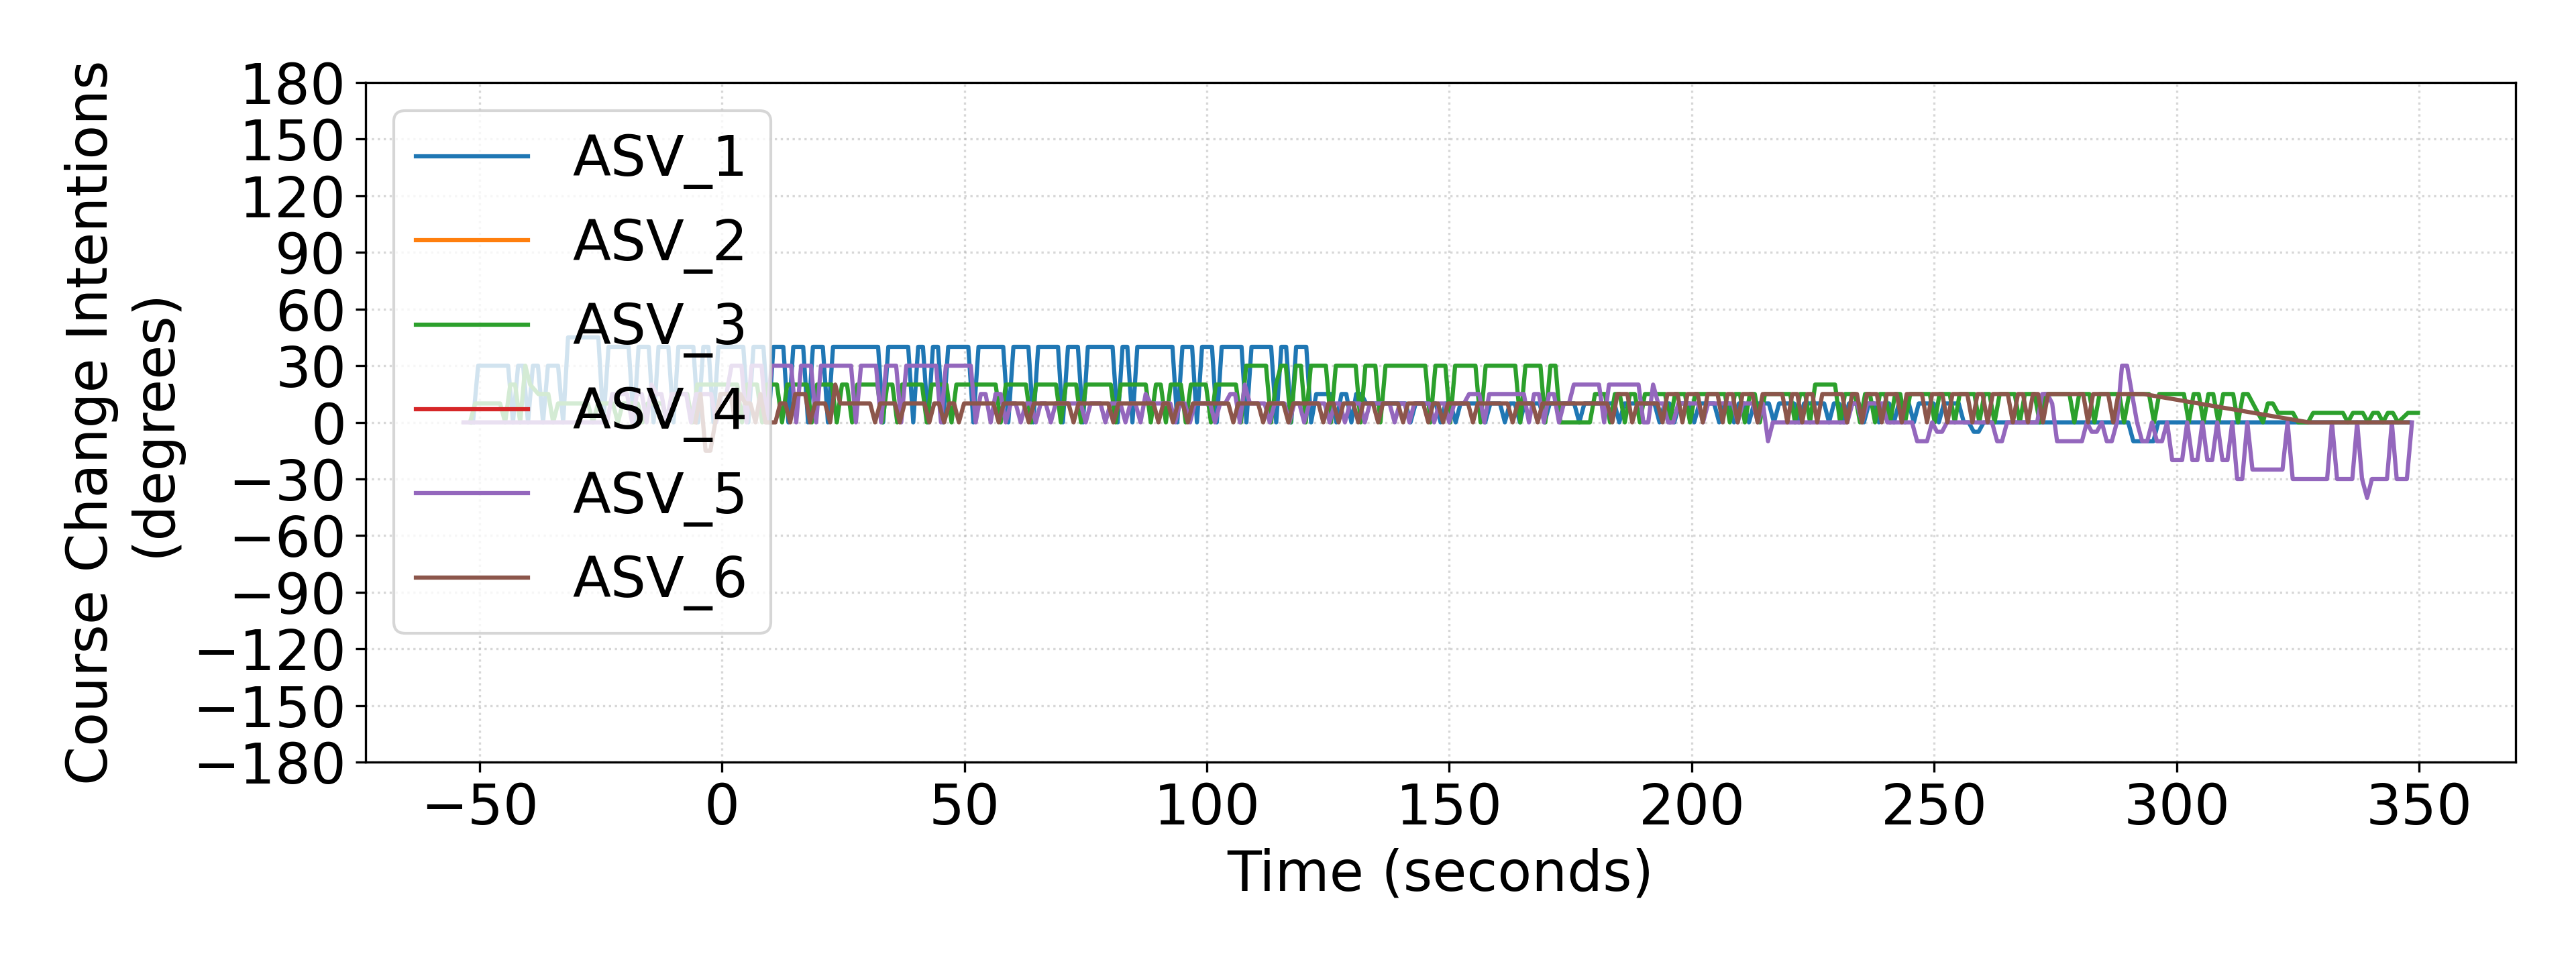 Course Change Intentions
(degrees)
180
150
120
90
60
30
0
−30
−60
−90
−120
−150
−180
ASV_1
ASV_2
ASV_3
ASV_4
ASV_5
ASV_6
−50 0 50 100 150 200 250 300 350
Time (seconds)